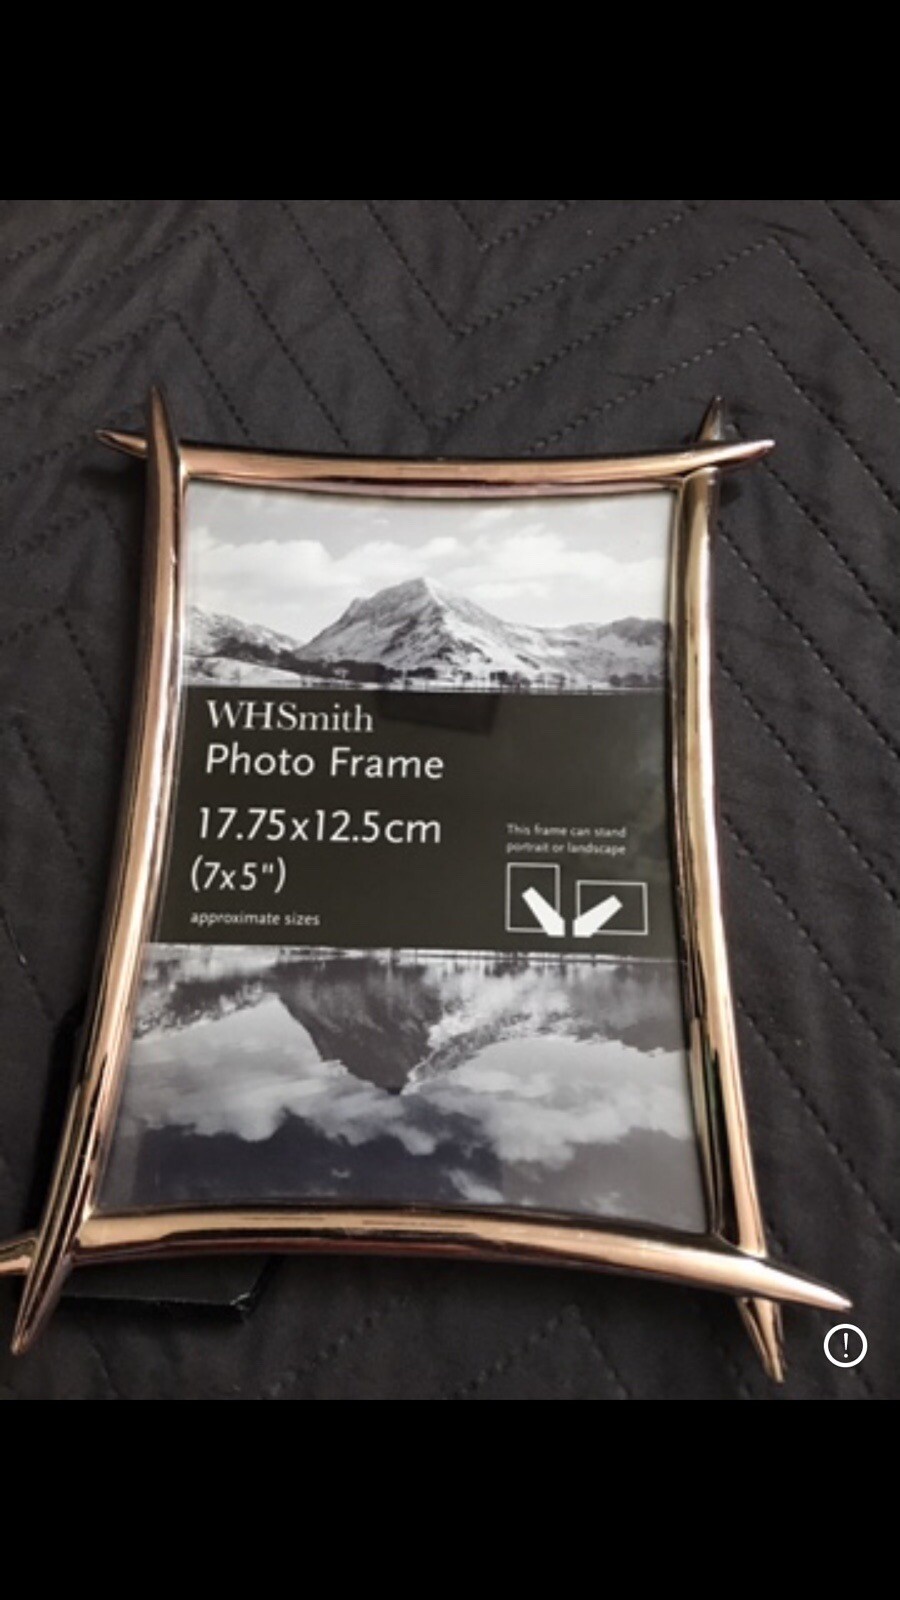 WHSmith
Photo Frame
17.75x12.5cm
(7x5")
approximate sizes
This frame can stand
portrait or landscape